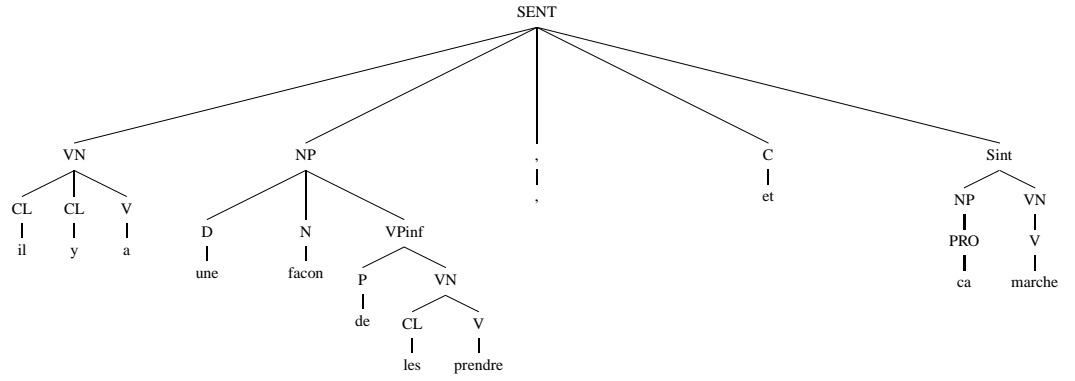 SENT
VN NP , C Sint
CL CL V , et NP VN
il y a D N VPinf PRO V
une facon P VN ca marche
de CL V
les prendre